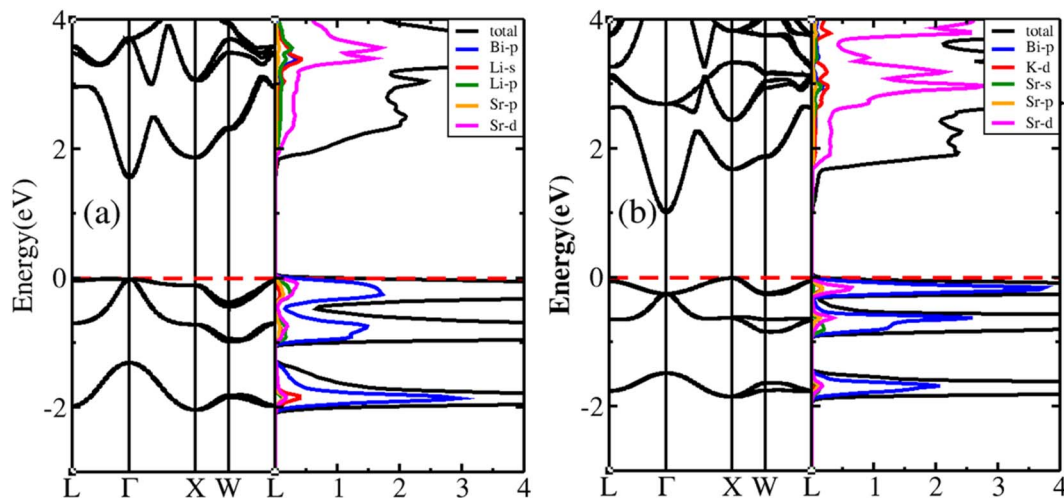 4
2
0
-2
Energy(eV)
(a)
L Γ X W L 1 2 3 4
total
Bi-p
Li-s
Li-p
Sr-p
Sr-d
4
2
0
-2
Energy(eV)
(b)
L Γ X W L 1 2 3 4
total
Bi-p
K-d
Sr-s
Sr-p
Sr-d